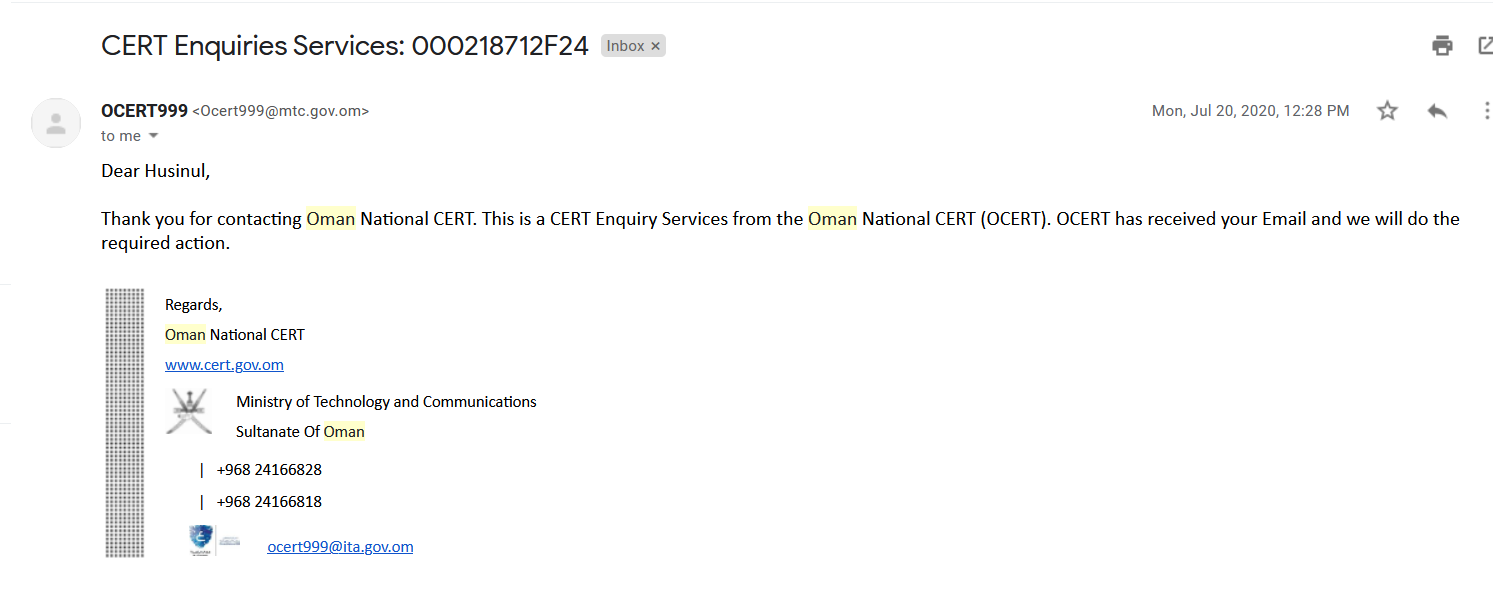 CERT Enquiries Services: 000218712F24 Inbox ×
OCERT999 <Ocert999@mtc.gov.om> Mon, Jul 20, 2020, 12:28 PM
to me
Dear Husinul,
Thank you for contacting Oman National CERT. This is a CERT Enquiry Services from the Oman National CERT (OCERT). OCERT has received your Email and we will do the
required action.
Regards,
Oman National CERT
www.cert.gov.om
Ministry of Technology and Communications
Sultanate Of Oman
| +968 24166828
| +968 24166818
ocert999@ita.gov.om